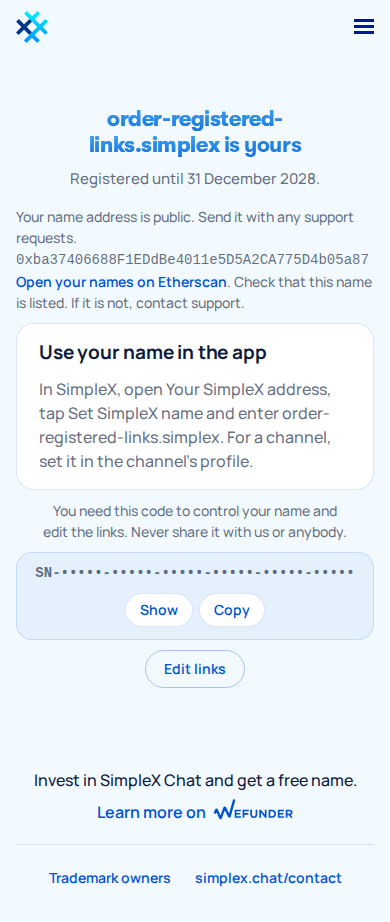 order-registered-
links.simplex is yours
Registered until 31 December 2028.
Your name address is public. Send it with any support
requests.
0xba37406688F1EDdBe4011e5D5A2CA775D4b05a87
Open your names on Etherscan. Check that this name
is listed. If it is not, contact support.
Use your name in the app
In SimpleX, open Your SimpleX address,
tap Set SimpleX name and enter order-
registered-links.simplex. For a channel,
set it in the channel's profile.
You need this code to control your name and
edit the links. Never share it with us or anybody.
SN-•••••-•••••-•••••-•••••-•••••-•••••
Show Copy
Edit links
Invest in SimpleX Chat and get a free name.
Learn more on WEFUNDER
Trademark owners simplex.chat/contact